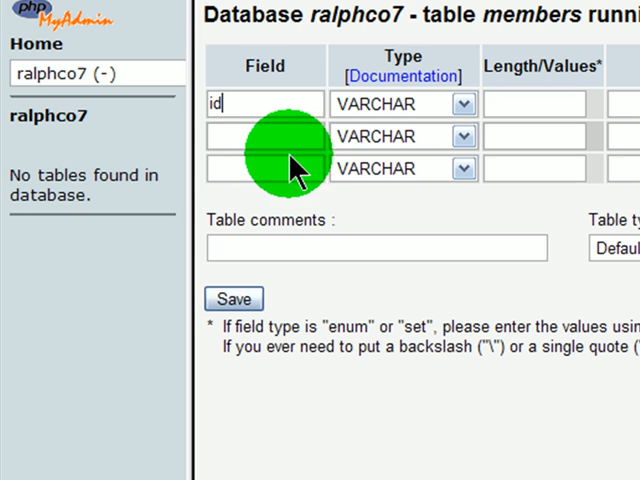 php
MyAdmin
Home
ralphco7 (-)
ralphco7
No tables found in
database.
Database ralphco7 - table members runni
Field
Type
[Documentation]
Length/Values*
id
VARCHAR
VARCHAR
VARCHAR
Table comments :
Table ty
Defaul
Save
* If field type is "enum" or "set", please enter the values usin
If you ever need to put a backslash ("\") or a single quote (